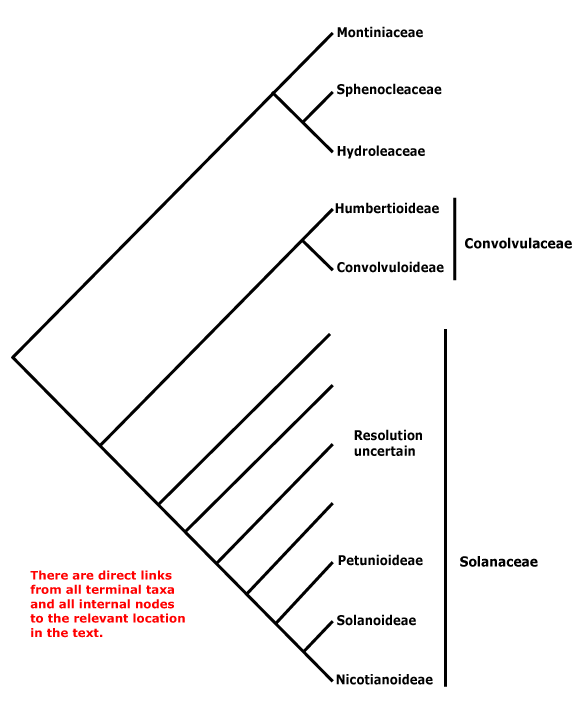 Montiniaceae
Sphenocleaceae
Hydroleaceae
Humbertioideae
Convolvulaceae
Convolvuloideae
Resolution
uncertain
Petunioideae
Solanaceae
There are direct links
from all terminal taxa
and all internal nodes
to the relevant location
in the text.
Solanoideae
Nicotianoideae